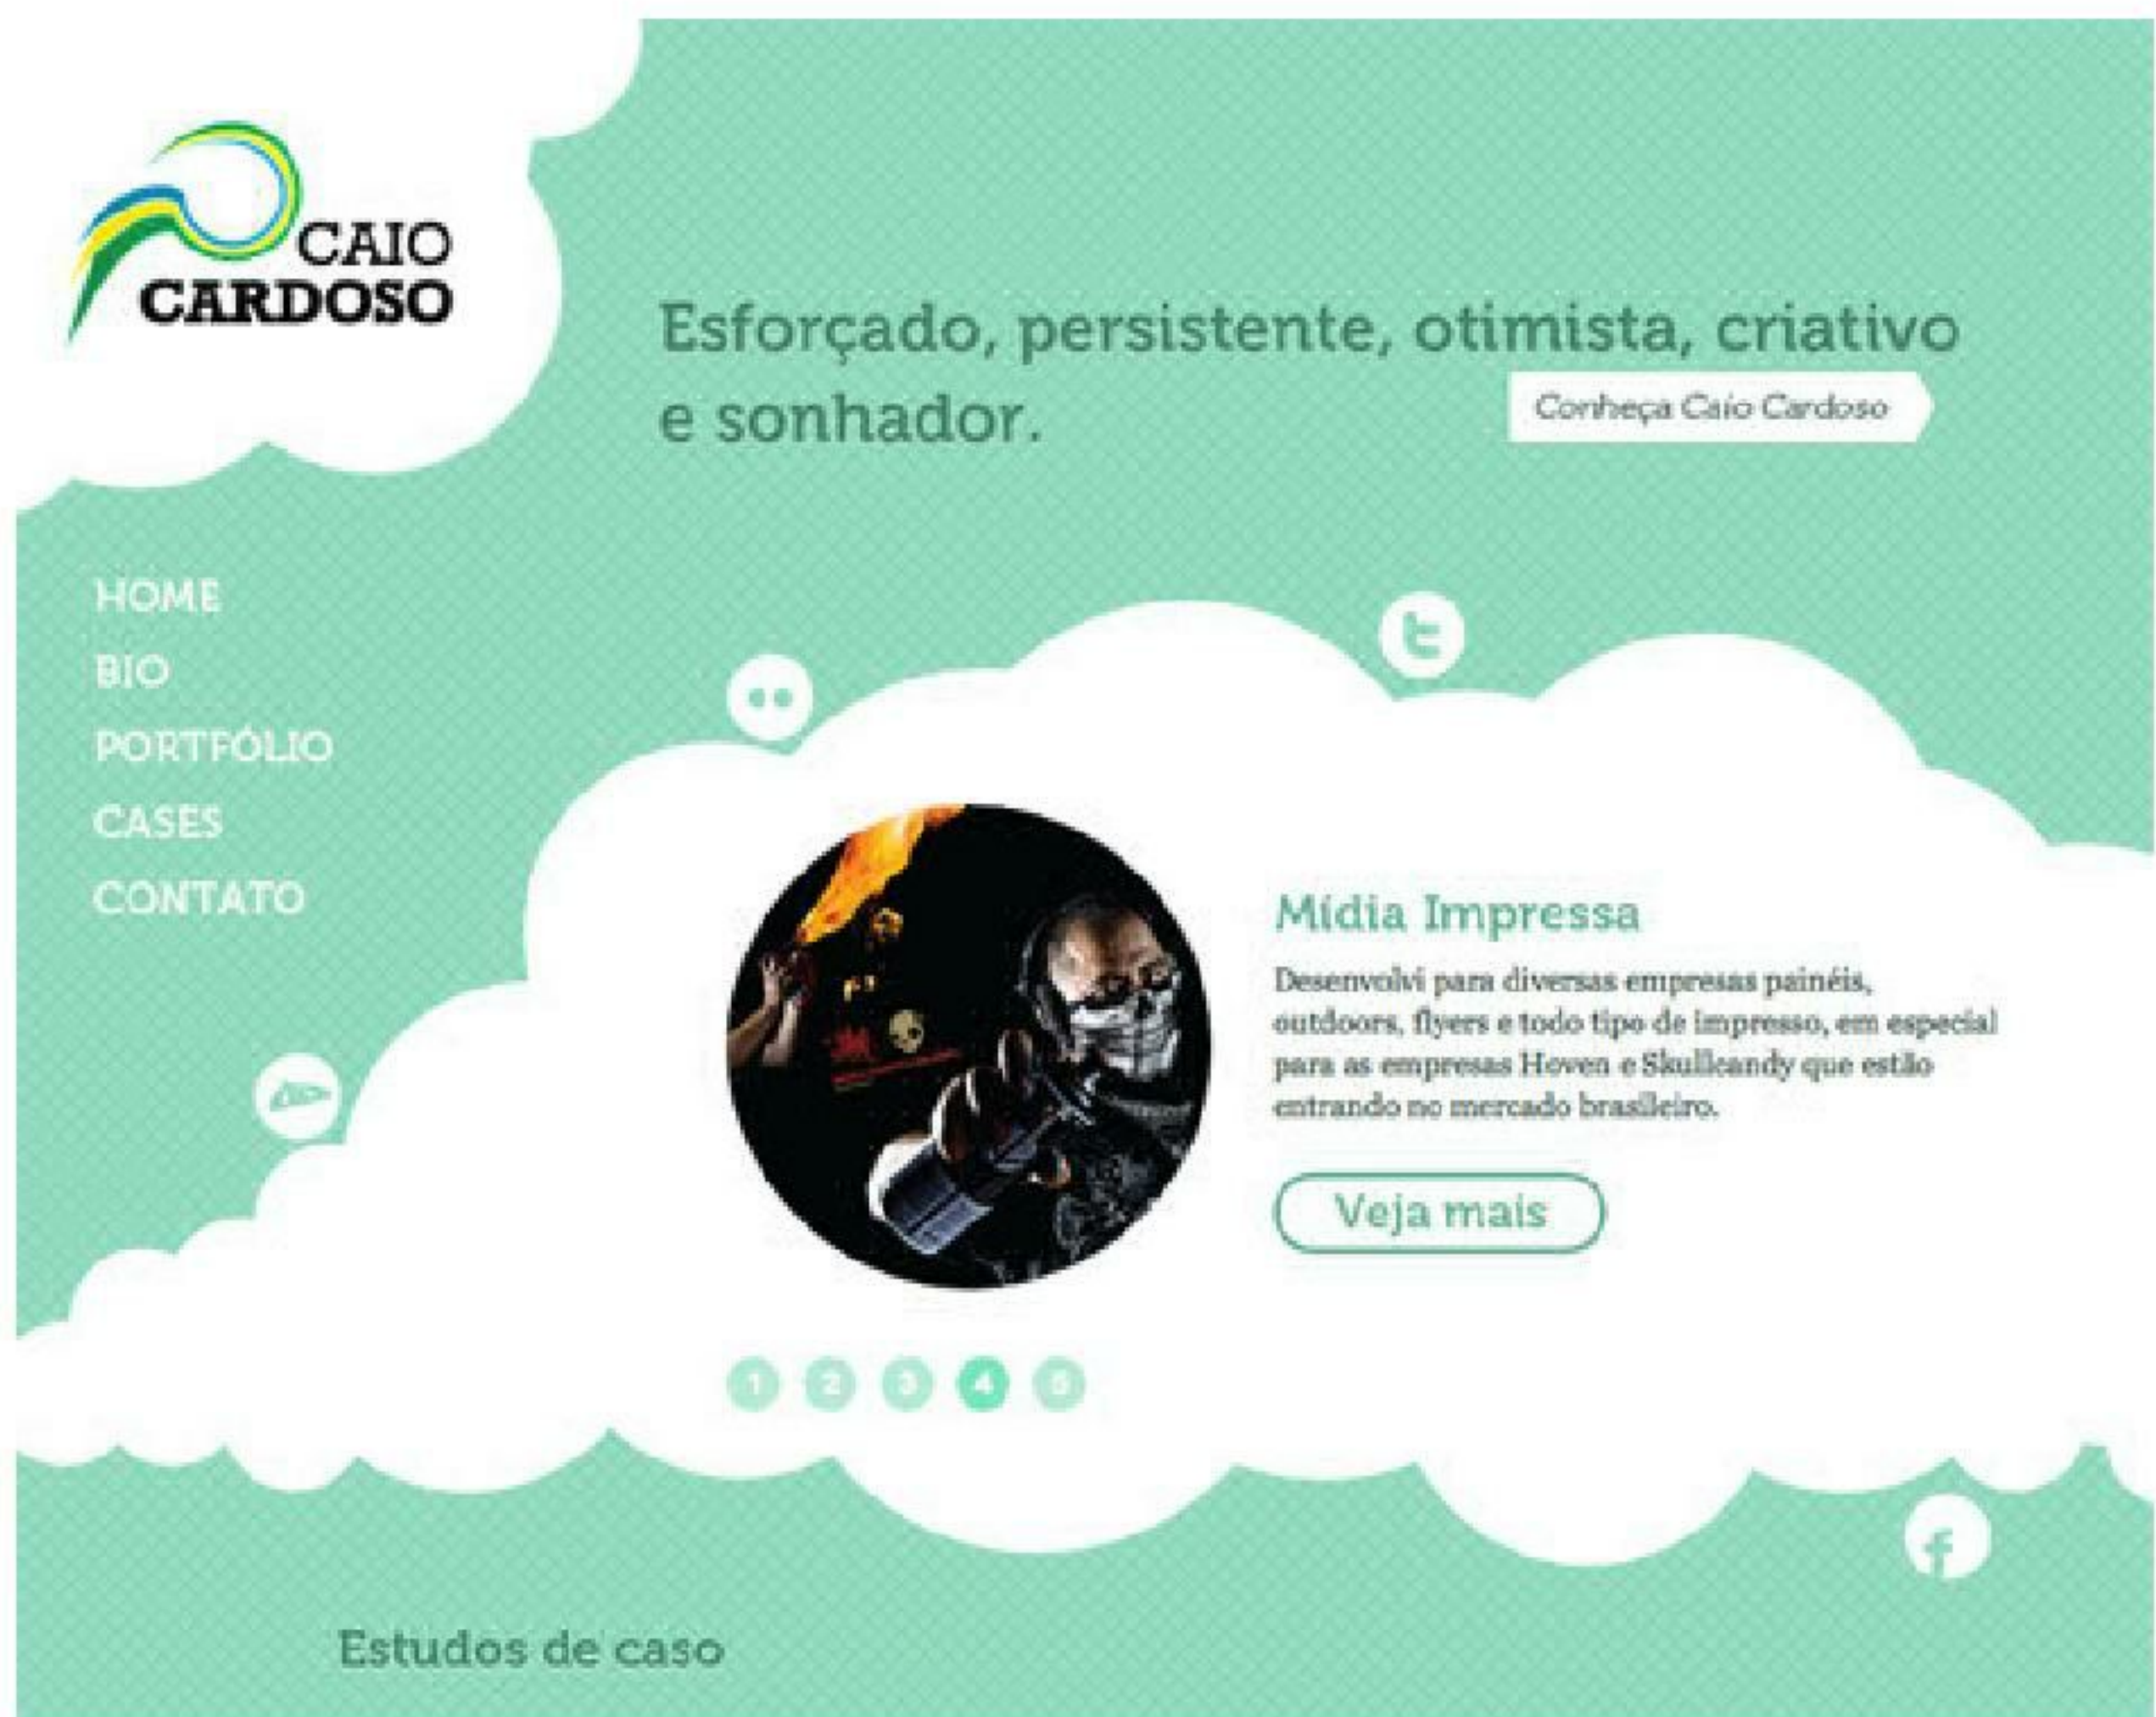 CAIO
CARDOSO
Esforçado, persistente, otimista, criativo
e sonhador.
Conheça Caio Cardoso
HOME
BIO
PORTFÓLIO
CASES
CONTATO
Mídia Impressa
Desenvolvi para diversas empresas painéis,
outdoors, flyers e todo tipo de impresso, em especial
para as empresas Hoven e Skullcandy que estão
entrando no mercado brasileiro.
Veja mais
1 2 3 4 5
Estudos de caso